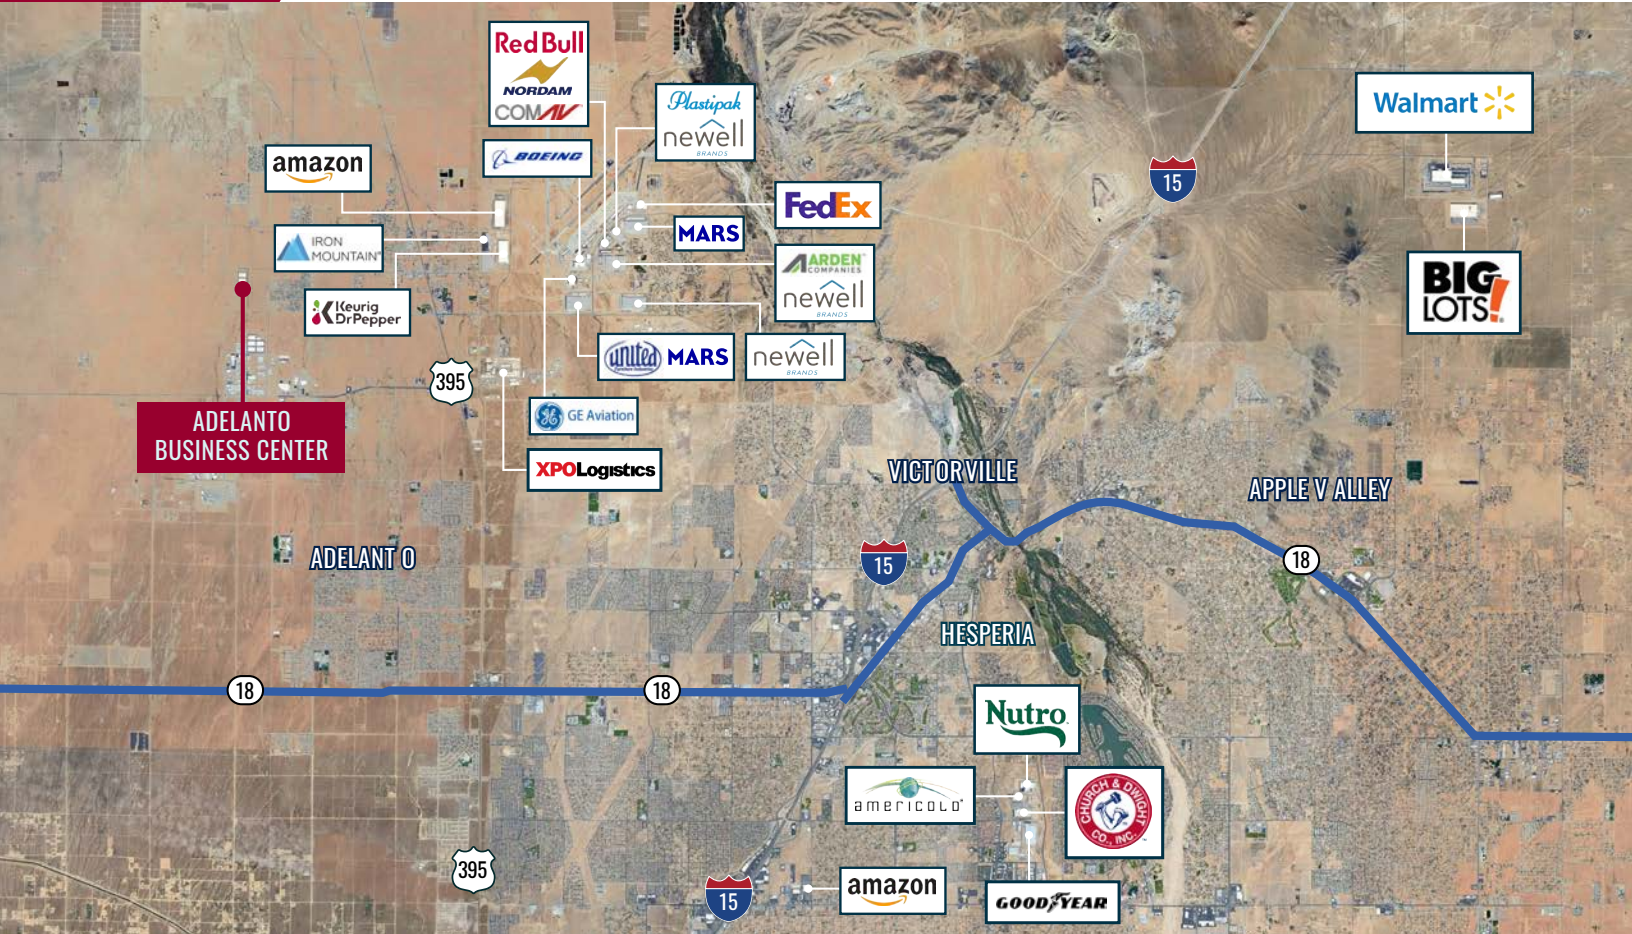 Red Bull
NORDAM
COMAV
Plastipak
newell
BRANDS
Walmart
BOEING
amazon
15
FedEx
MARS
IRON
MOUNTAIN®
ARDEN
COMPANIES
newell
BRANDS
BIG
LOTS!
Keurig
DrPepper
united
MARS
newell
BRANDS
395
GE Aviation
ADELANTO
BUSINESS CENTER
XPOLogistics
VICTORVILLE
APPLE V ALLEY
ADELANT O
15
18
HESPERIA
18
18
Nutro
americold®
CHURCH & DWIGHT
CO., INC.
395
15
amazon
GOODYEAR